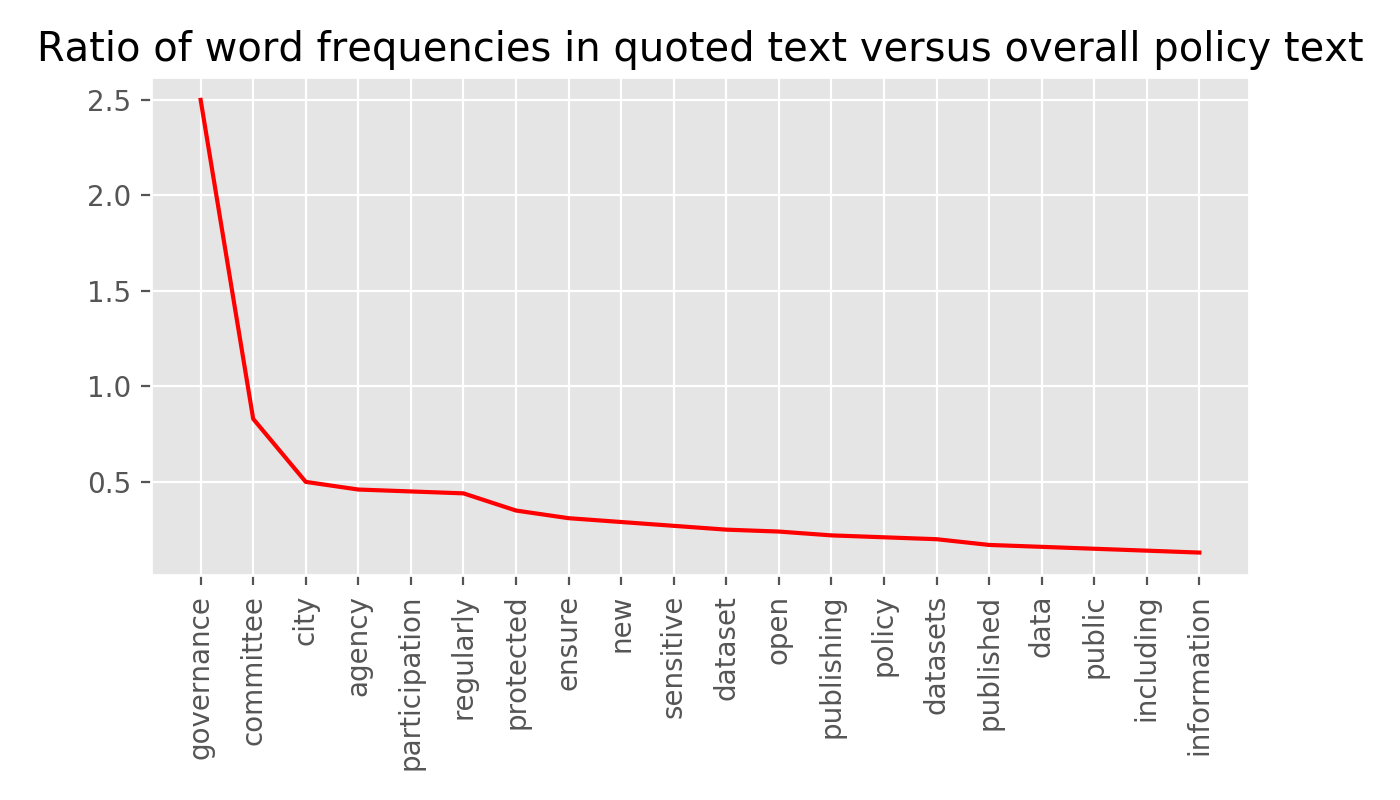 Ratio of word frequencies in quoted text versus overall policy text
2.5
2.0
1.5
1.0
0.5
governance
committee
city
agency
participation
regularly
protected
ensure
new
sensitive
dataset
open
publishing
policy
datasets
published
data
public
including
information